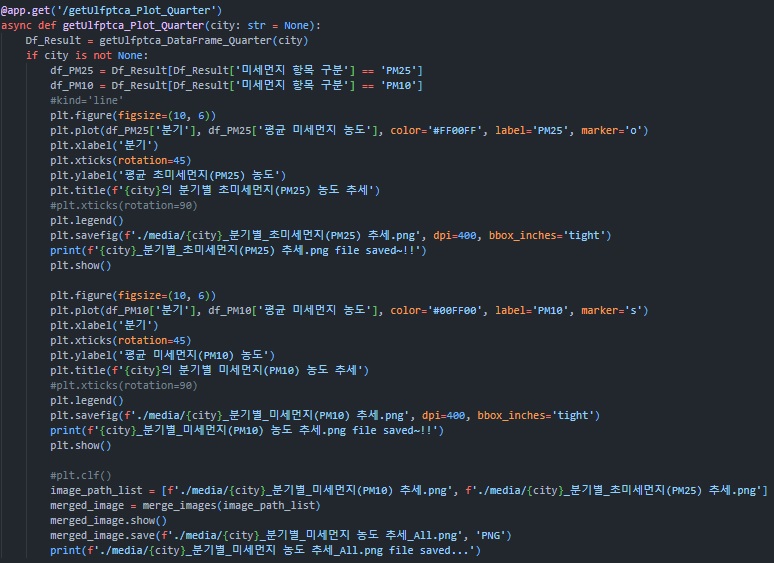 @app.get('/getUlfptca_Plot_Quarter')
async def getUlfptca_Plot_Quarter(city: str = None):
    Df_Result = getUlfptca_DataFrame_Quarter(city)
    if city is not None:
        df_PM25 = Df_Result[Df_Result['미세먼지 항목 구분'] == 'PM25']
        df_PM10 = Df_Result[Df_Result['미세먼지 항목 구분'] == 'PM10']
        #kind='line'
        plt.figure(figsize=(10, 6))
        plt.plot(df_PM25['분기'], df_PM25['평균 미세먼지 농도'], color='#FF00FF', label='PM25', marker='o')
        plt.xlabel('분기')
        plt.xticks(rotation=45)
        plt.ylabel('평균 초미세먼지(PM25) 농도')
        plt.title(f'{city}의 분기별 초미세먼지(PM25) 농도 추세')
        #plt.xticks(rotation=90)
        plt.legend()
        plt.savefig(f'./media/{city}_분기별_초미세먼지(PM25) 추세.png', dpi=400, bbox_inches='tight')
        print(f'{city}_분기별_초미세먼지(PM25) 추세.png file saved~!!')
        plt.show()

        plt.figure(figsize=(10, 6))
        plt.plot(df_PM10['분기'], df_PM10['평균 미세먼지 농도'], color='#00FF00', label='PM10', marker='s')
        plt.xlabel('분기')
        plt.xticks(rotation=45)
        plt.ylabel('평균 미세먼지(PM10) 농도')
        plt.title(f'{city}의 분기별 미세먼지(PM10) 농도 추세')
        #plt.xticks(rotation=90)
        plt.legend()
        plt.savefig(f'./media/{city}_분기별_미세먼지(PM10) 추세.png', dpi=400, bbox_inches='tight')
        print(f'{city}_분기별_미세먼지(PM10) 농도 추세.png file saved~!!')
        plt.show()

        #plt.clf()
        image_path_list = [f'./media/{city}_분기별_미세먼지(PM10) 추세.png', f'./media/{city}_분기별_초미세먼지(PM25) 추세.png']
        merged_image = merge_images(image_path_list)
        merged_image.show()
        merged_image.save(f'./media/{city}_분기별_미세먼지 농도 추세_All.png', 'PNG')
        print(f'./media/{city}_분기별_미세먼지 농도 추세_All.png file saved...')